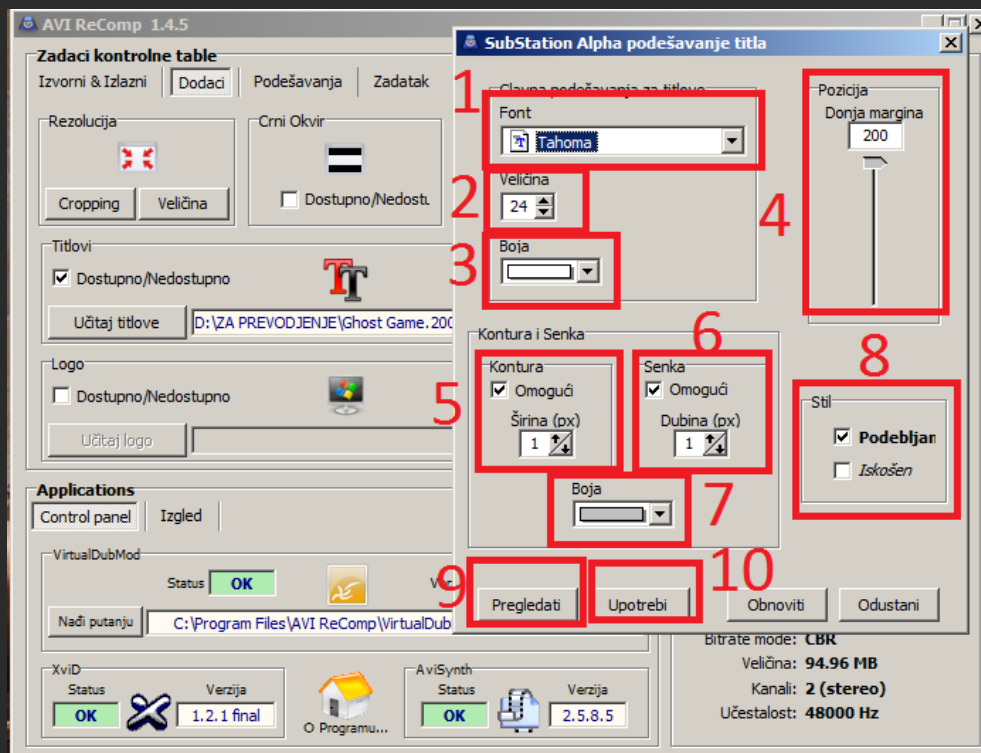 AVI ReComp 1.4.5
Zadaci kontrolne table
Izvorni & Izlazni
Dodaci
Podešavanja
Zadatak
Rezolucija
Cropping
Veličina
Crni Okvir
Dostupno/Nedostu
Titlovi
Dostupno/Nedostupno
Učitaj titlove
D:\ZA PREVODJENJE\Ghost Game.200
Logo
Dostupno/Nedostupno
Učitaj logo
Applications
Control panel
Izgled
VirtualDubMod
Status
OK
Nađi putanju
C:\Program Files\AVI ReComp\VirtualDub
XviD
Status
OK
Verzija
1.2.1 final
O Programu...
AviSynth
Status
OK
Verzija
2.5.8.5
Bitrate mode: CBR
Veličina: 94.96 MB
Kanali: 2 (stereo)
Učestalost: 48000 Hz
SubStation Alpha podešavanje titla
Glavna podešavanja za titlove
1
Font
Tahoma
2
Veličina
24
3
Boja
4
Pozicija
Donja margina
200
Kontura i Senka
5
Kontura
Omogući
Širina (px)
1
6
Senka
Omogući
Dubina (px)
1
7
Boja
8
Stil
Podebljan
Iskošen
9
Pregledati
10
Upotrebi
Obnoviti
Odustani